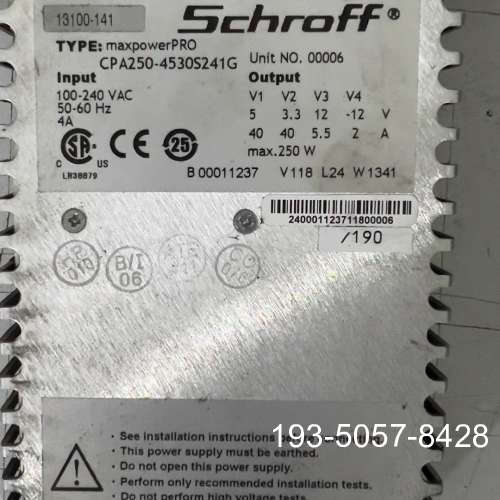 13100-141
Schroff®
TYPE: maxpowerPRO
CPA250-4530S241G Unit NO. 00006
Input Output
100-240 VAC V1 V2 V3 V4
50-60 Hz 5 3.3 12 -12 V
4A 40 40 5.5 2 A
max.250 W
C US
CE
25
LR38879
B 00011237 V118 L24 W1341
240001123711800006
/190
B/I
06
193-5057-8428
• See installation instructions
• This power supply must be earthed.
• Do not open this power supply.
• Perform only recommended installation tests.
• Do not perform high voltage tests.